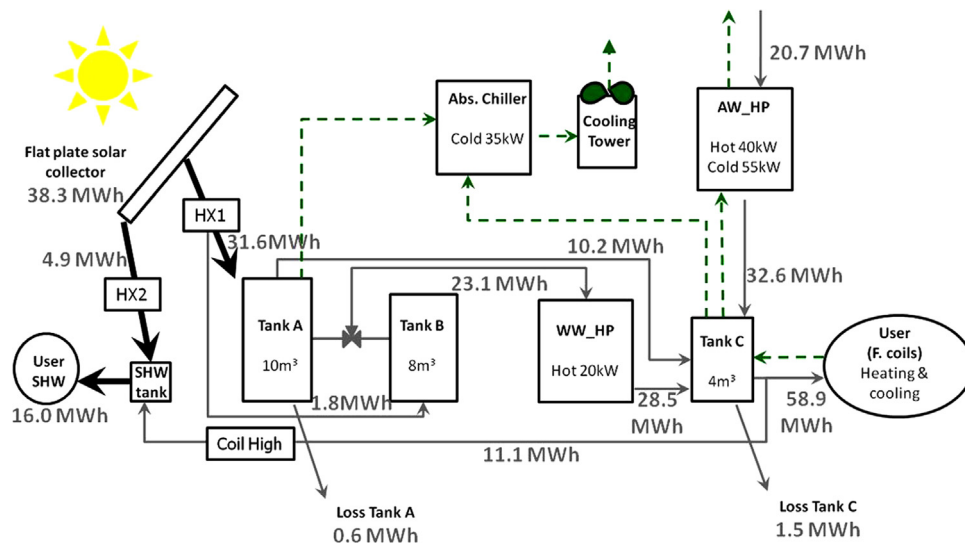 20.7 MWh
Abs. Chiller
Cold 35kW
Cooling
Tower
AW_HP
Hot 40kW
Cold 55kW
Flat plate solar
collector
38.3 MWh
HX1
4.9 MWh
31.6MWh
10.2 MWh
23.1 MWh
32.6 MWh
HX2
Tank A
10m³
Tank B
8m³
WW_HP
Hot 20kW
Tank C
4m³
User
(F. coils)
Heating &
cooling
User
SHW
SHW
tank
16.0 MWh
1.8MWh
28.5
MWh
58.9
MWh
Coil High
11.1 MWh
Loss Tank A
0.6 MWh
Loss Tank C
1.5 MWh